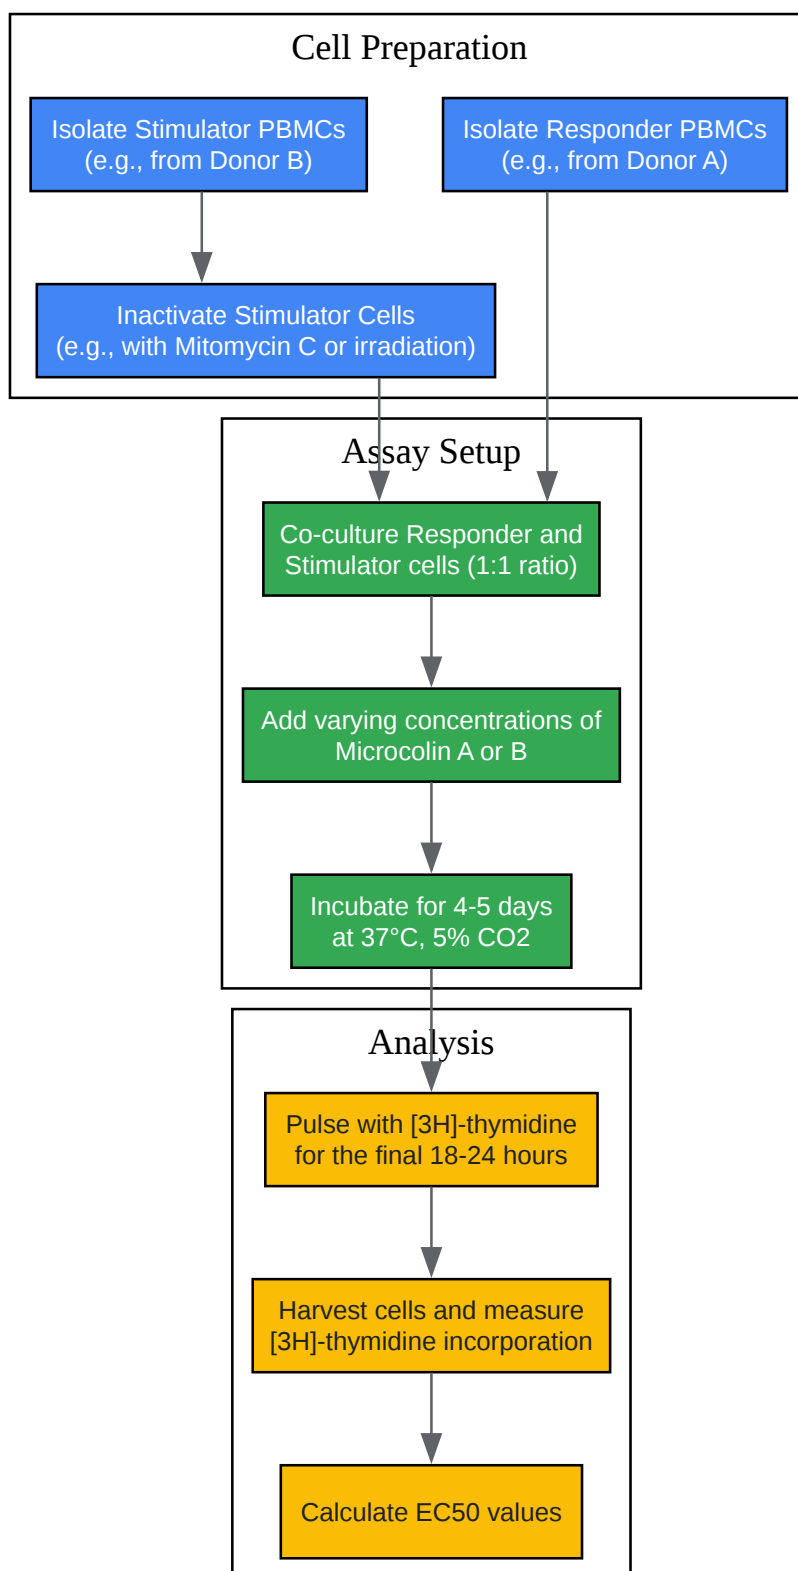 Cell Preparation
Isolate Stimulator PBMCs
(e.g., from Donor B)
Isolate Responder PBMCs
(e.g., from Donor A)
Inactivate Stimulator Cells
(e.g., with Mitomycin C or irradiation)
Assay Setup
Co-culture Responder and
Stimulator cells (1:1 ratio)
Add varying concentrations of
Microcolin A or B
Incubate for 4-5 days
at 37°C, 5% CO2
Analysis
Pulse with [3H]-thymidine
for the final 18-24 hours
Harvest cells and measure
[3H]-thymidine incorporation
Calculate EC50 values